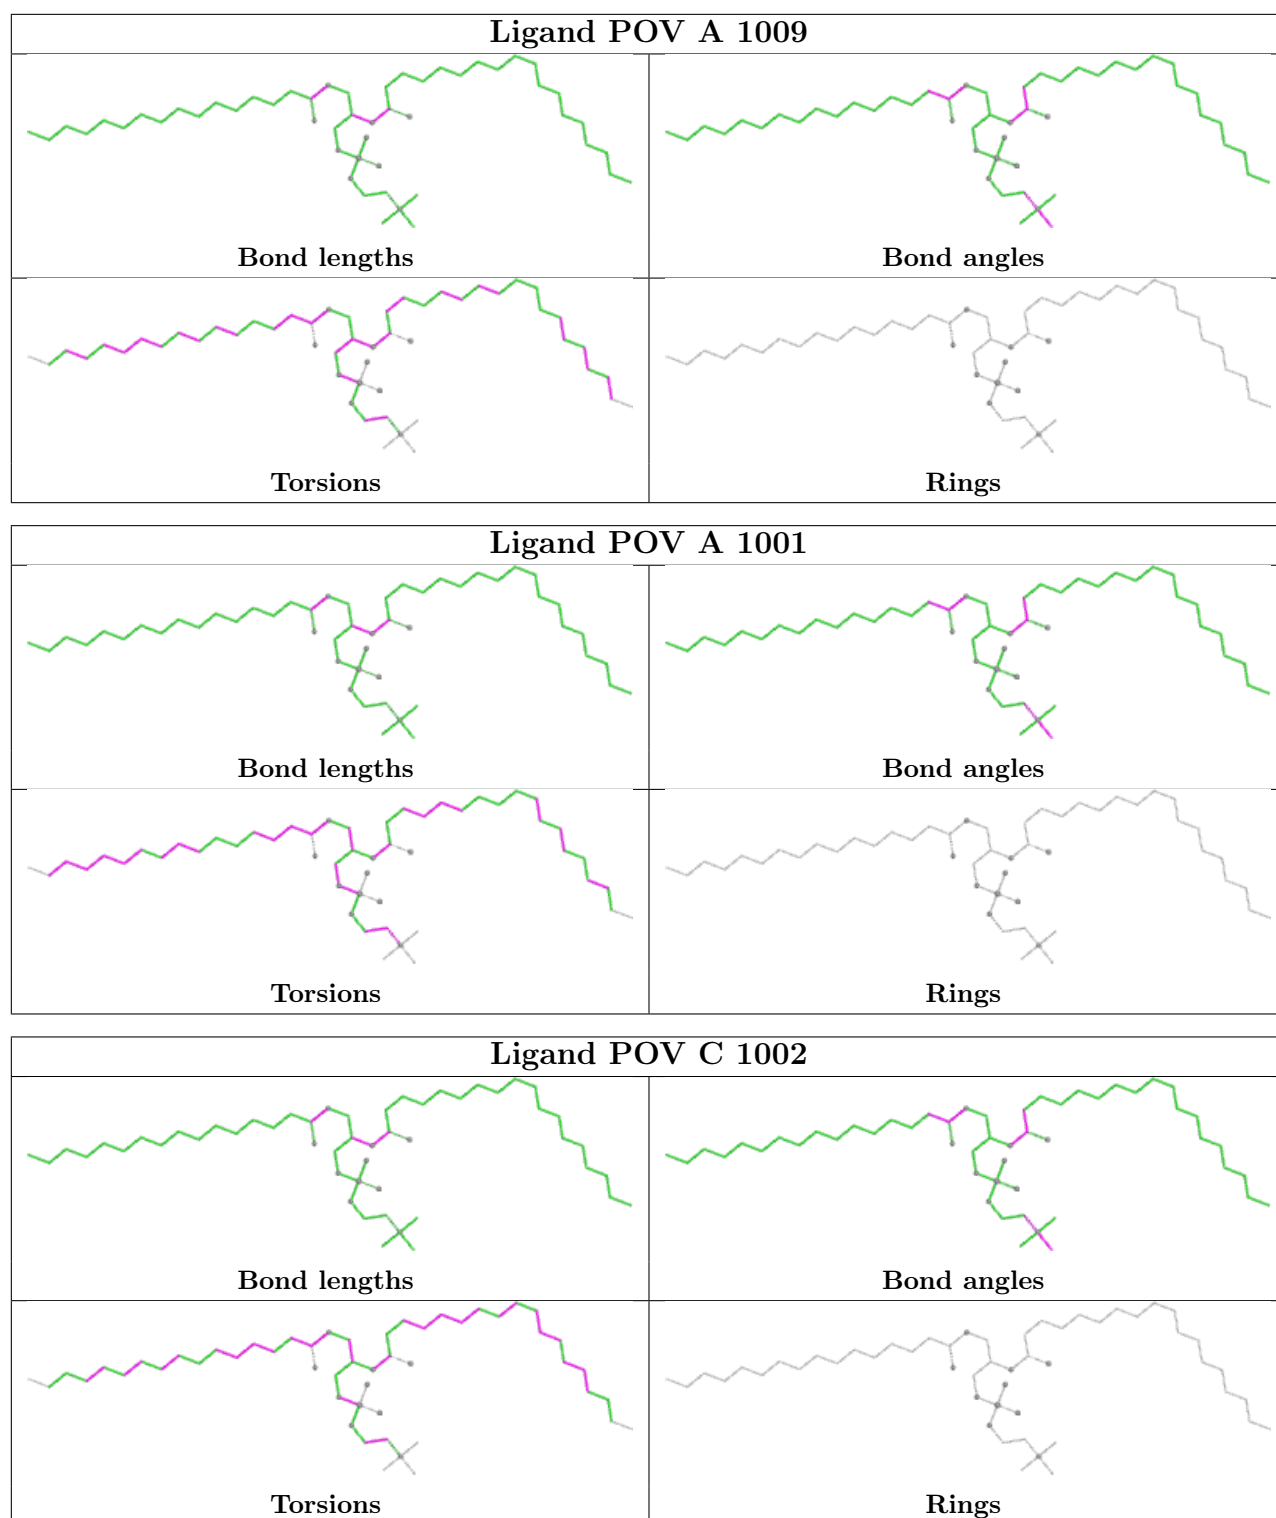 Ligand POV A 1009
Bond lengths
Bond angles
Torsions
Rings
Ligand POV A 1001
Bond lengths
Bond angles
Torsions
Rings
Ligand POV C 1002
Bond lengths
Bond angles
Torsions
Rings